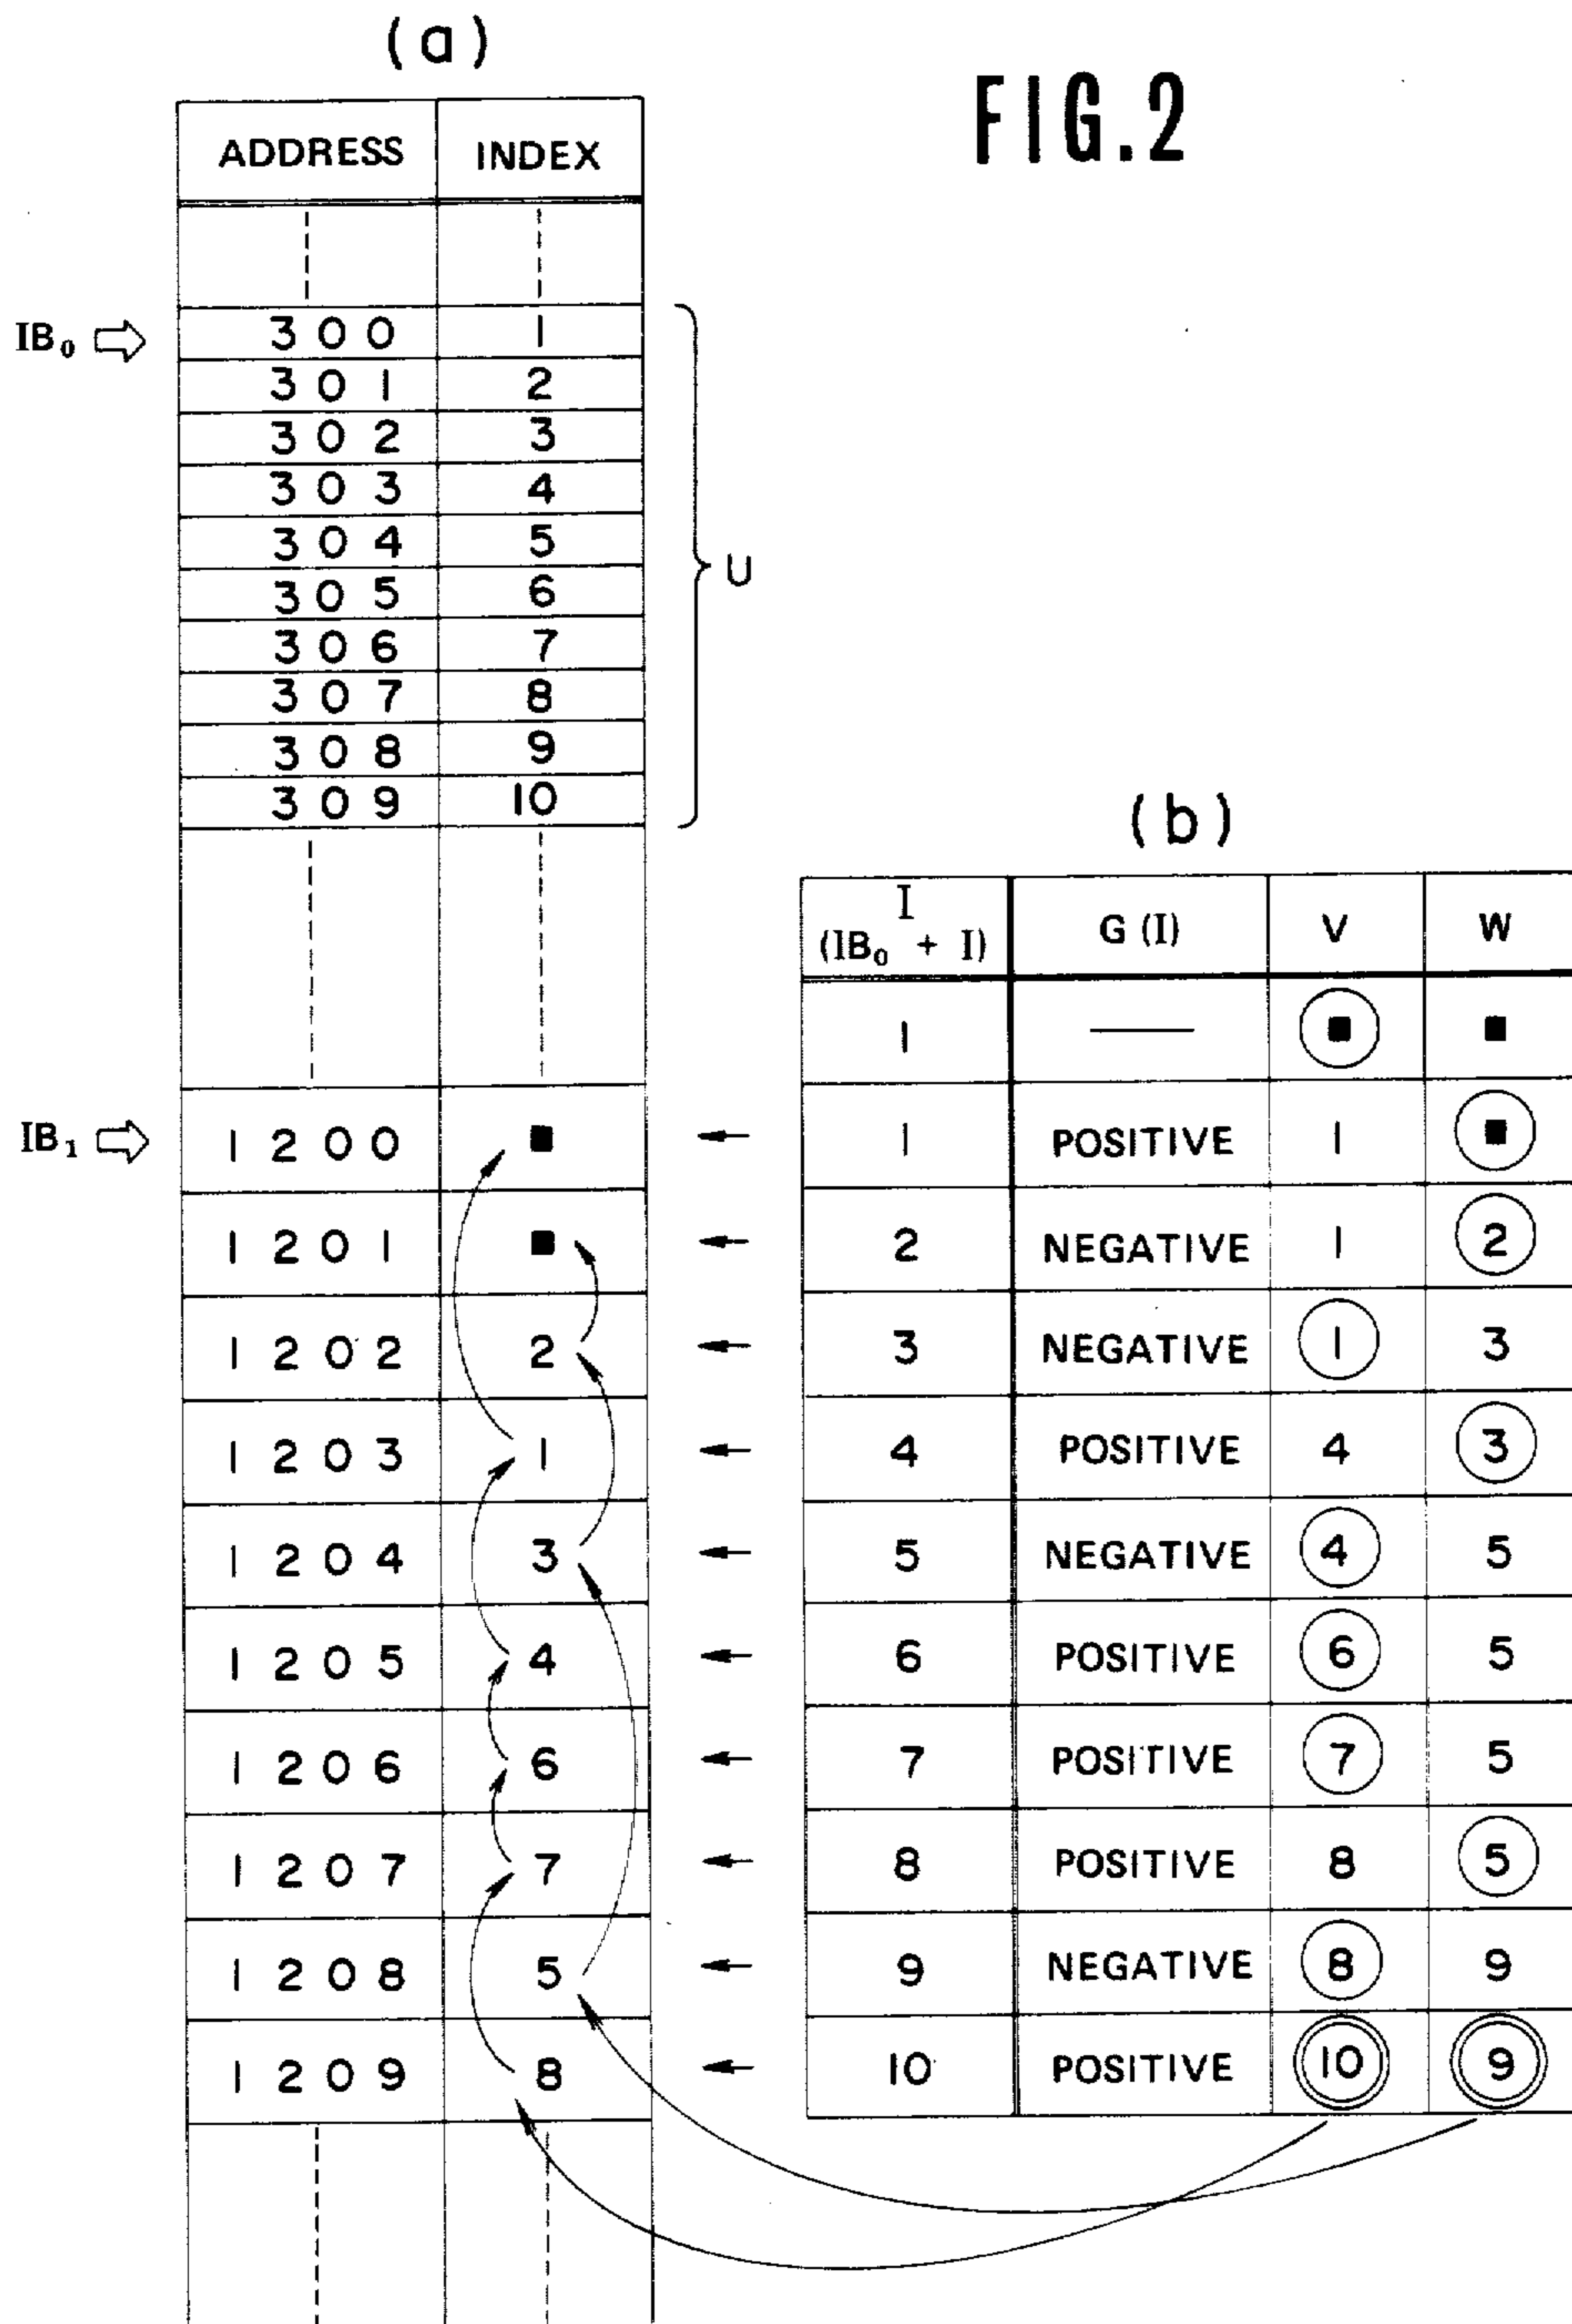 (a)
FIG.2
ADDRESS INDEX
IB₀ 300 1
301 2
302 3
303 4
304 5
305 6
306 7
307 8
308 9
309 10
U
(b)
I (IB₀ + I) G (I) V W
1 — ■ ■
IB₁ 1200 ■ 1 POSITIVE 1 ■
1201 ■ 2 NEGATIVE 1 2
1202 2 3 NEGATIVE 1 3
1203 1 4 POSITIVE 4 3
1204 3 5 NEGATIVE 4 5
1205 4 6 POSITIVE 6 5
1206 6 7 POSITIVE 7 5
1207 7 8 POSITIVE 8 5
1208 5 9 NEGATIVE 8 9
1209 8 10 POSITIVE 10 9